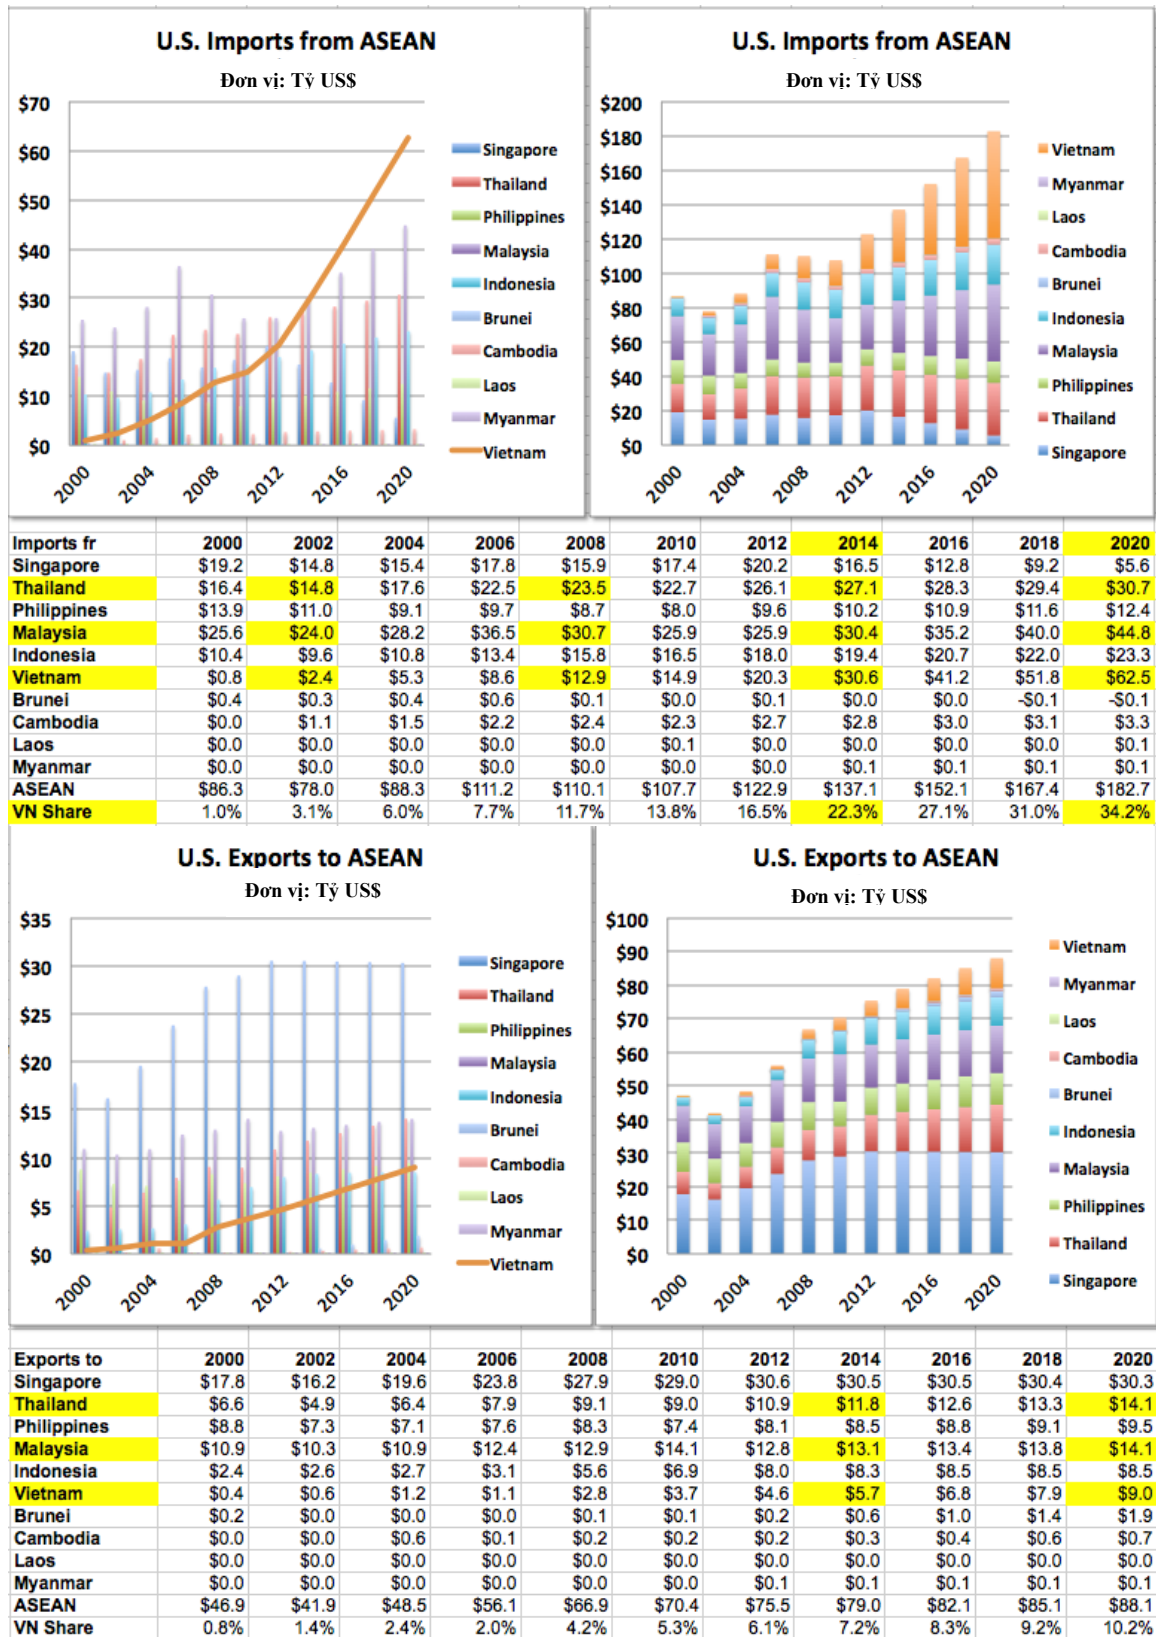 U.S. Imports from ASEAN
Đơn vị: Tỷ US$
$70
$60
$50
$40
$30
$20
$10
$0
2000
2004
2008
2012
2016
2020
Singapore
Thailand
Philippines
Malaysia
Indonesia
Brunei
Cambodia
Laos
Myanmar
Vietnam
U.S. Imports from ASEAN
Đơn vị: Tỷ US$
$200
$180
$160
$140
$120
$100
$80
$60
$40
$20
$0
2000
2004
2008
2012
2016
2020
Vietnam
Myanmar
Laos
Cambodia
Brunei
Indonesia
Malaysia
Philippines
Thailand
Singapore
Imports fr 2000 2002 2004 2006 2008 2010 2012 2014 2016 2018 2020
Singapore $19.2 $14.8 $15.4 $17.8 $15.9 $17.4 $20.2 $16.5 $12.8 $9.2 $5.6
Thailand $16.4 $14.8 $17.6 $22.5 $23.5 $22.7 $26.1 $27.1 $28.3 $29.4 $30.7
Philippines $13.9 $11.0 $9.1 $9.7 $8.7 $8.0 $9.6 $10.2 $10.9 $11.6 $12.4
Malaysia $25.6 $24.0 $28.2 $36.5 $30.7 $25.9 $25.9 $30.4 $35.2 $40.0 $44.8
Indonesia $10.4 $9.6 $10.8 $13.4 $15.8 $16.5 $18.0 $19.4 $20.7 $22.0 $23.3
Vietnam $0.8 $2.4 $5.3 $8.6 $12.9 $14.9 $20.3 $30.6 $41.2 $51.8 $62.5
Brunei $0.4 $0.3 $0.4 $0.6 $0.1 $0.0 $0.1 $0.0 $0.0 -$0.1 -$0.1
Cambodia $0.0 $1.1 $1.5 $2.2 $2.4 $2.3 $2.7 $2.8 $3.0 $3.1 $3.3
Laos $0.0 $0.0 $0.0 $0.0 $0.0 $0.1 $0.0 $0.0 $0.0 $0.0 $0.1
Myanmar $0.0 $0.0 $0.0 $0.0 $0.0 $0.0 $0.0 $0.1 $0.1 $0.1 $0.1
ASEAN $86.3 $78.0 $88.3 $111.2 $110.1 $107.7 $122.9 $137.1 $152.1 $167.4 $182.7
VN Share 1.0% 3.1% 6.0% 7.7% 11.7% 13.8% 16.5% 22.3% 27.1% 31.0% 34.2%
U.S. Exports to ASEAN
Đơn vị: Tỷ US$
$35
$30
$25
$20
$15
$10
$5
$0
2000
2004
2008
2012
2016
2020
Singapore
Thailand
Philippines
Malaysia
Indonesia
Brunei
Cambodia
Laos
Myanmar
Vietnam
U.S. Exports to ASEAN
Đơn vị: Tỷ US$
$100
$90
$80
$70
$60
$50
$40
$30
$20
$10
$0
2000
2004
2008
2012
2016
2020
Vietnam
Myanmar
Laos
Cambodia
Brunei
Indonesia
Malaysia
Philippines
Thailand
Singapore
Exports to 2000 2002 2004 2006 2008 2010 2012 2014 2016 2018 2020
Singapore $17.8 $16.2 $19.6 $23.8 $27.9 $29.0 $30.6 $30.5 $30.5 $30.4 $30.3
Thailand $6.6 $4.9 $6.4 $7.9 $9.1 $9.0 $10.9 $11.8 $12.6 $13.3 $14.1
Philippines $8.8 $7.3 $7.1 $7.6 $8.3 $7.4 $8.1 $8.5 $8.8 $9.1 $9.5
Malaysia $10.9 $10.3 $10.9 $12.4 $12.9 $14.1 $12.8 $13.1 $13.4 $13.8 $14.1
Indonesia $2.4 $2.6 $2.7 $3.1 $5.6 $6.9 $8.0 $8.3 $8.5 $8.5 $8.5
Vietnam $0.4 $0.6 $1.2 $1.1 $2.8 $3.7 $4.6 $5.7 $6.8 $7.9 $9.0
Brunei $0.2 $0.0 $0.0 $0.0 $0.1 $0.1 $0.2 $0.6 $1.0 $1.4 $1.9
Cambodia $0.0 $0.0 $0.6 $0.1 $0.2 $0.2 $0.2 $0.3 $0.4 $0.6 $0.7
Laos $0.0 $0.0 $0.0 $0.0 $0.0 $0.0 $0.0 $0.0 $0.0 $0.0 $0.0
Myanmar $0.0 $0.0 $0.0 $0.0 $0.0 $0.0 $0.1 $0.1 $0.1 $0.1 $0.1
ASEAN $46.9 $41.9 $48.5 $56.1 $66.9 $70.4 $75.5 $79.0 $82.1 $85.1 $88.1
VN Share 0.8% 1.4% 2.4% 2.0% 4.2% 5.3% 6.1% 7.2% 8.3% 9.2% 10.2%